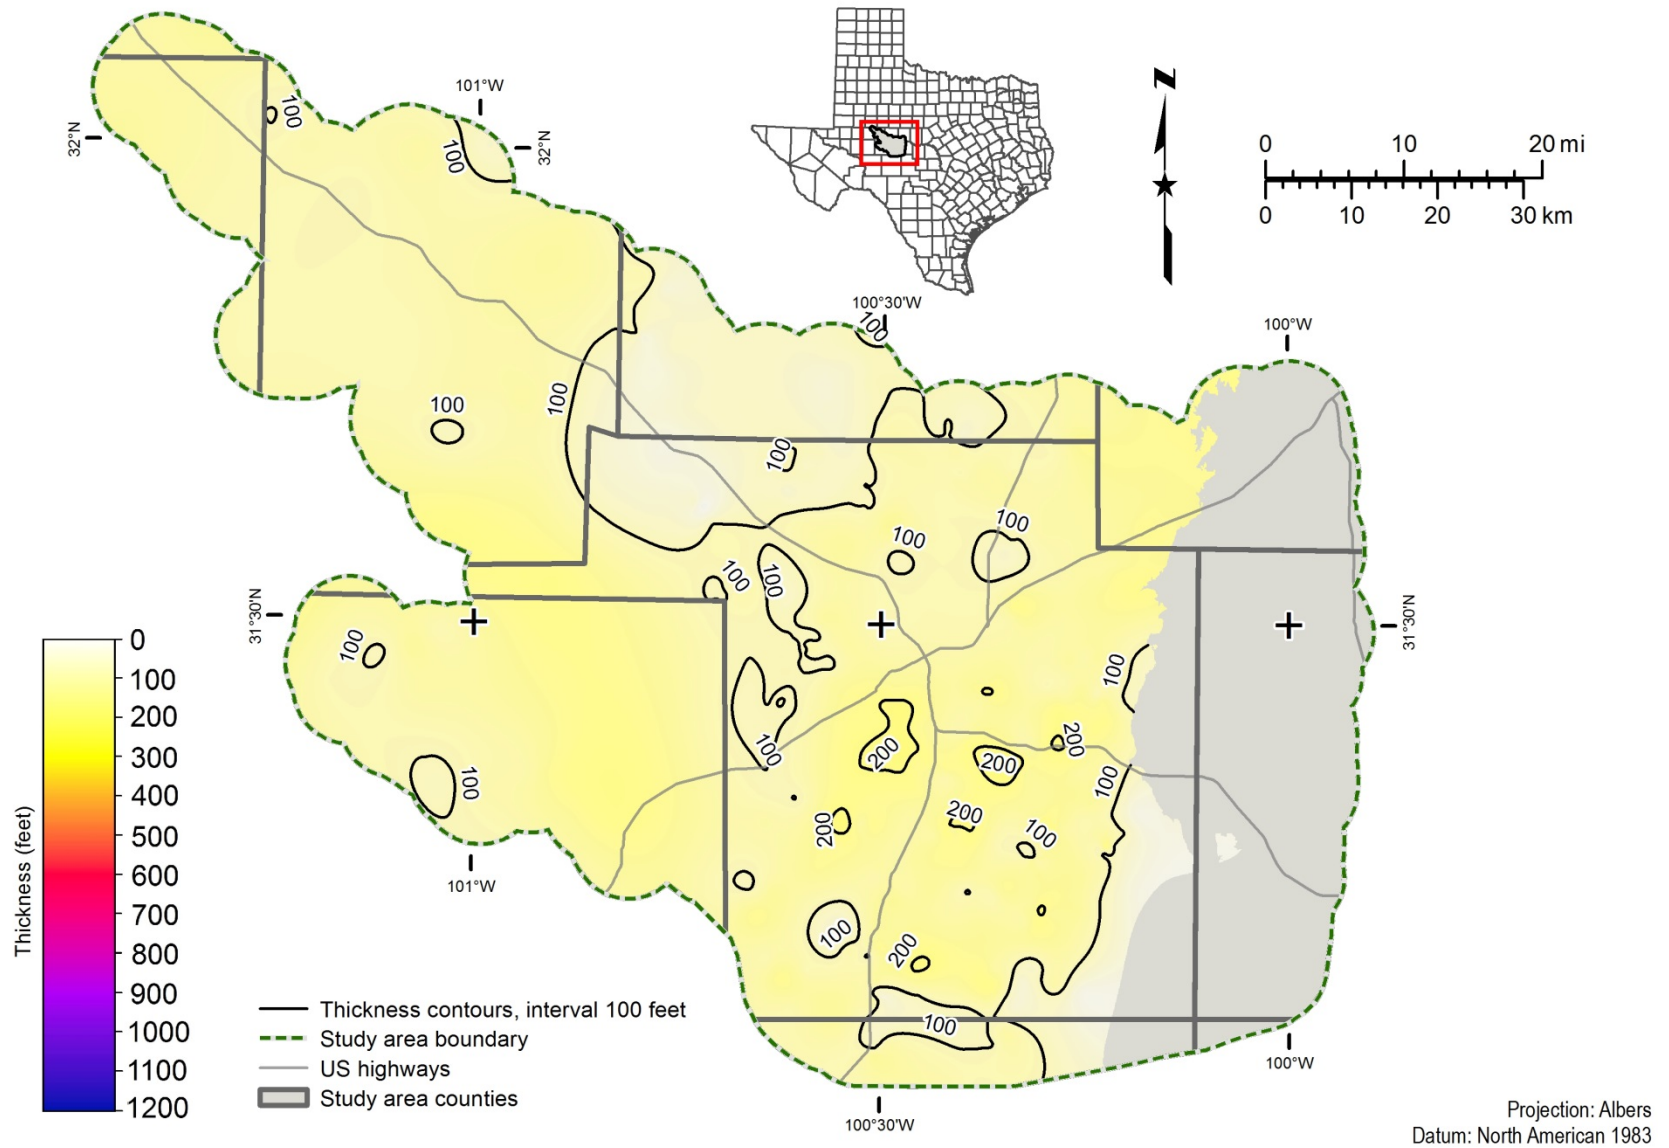 101°W
32°N
32°N
100
100
N
0 10 20 mi
0 10 20 30 km
100°30'W
100
100°W
100
100
100
100
100
100
100
31°30'N
31°30'N
100
100
100
100
200
200
200
100
100
200
200
100
101°W
100
200
100
100°W
100°30'W
Thickness (feet)
0
100
200
300
400
500
600
700
800
900
1000
1100
1200
Thickness contours, interval 100 feet
Study area boundary
US highways
Study area counties
Projection: Albers
Datum: North American 1983